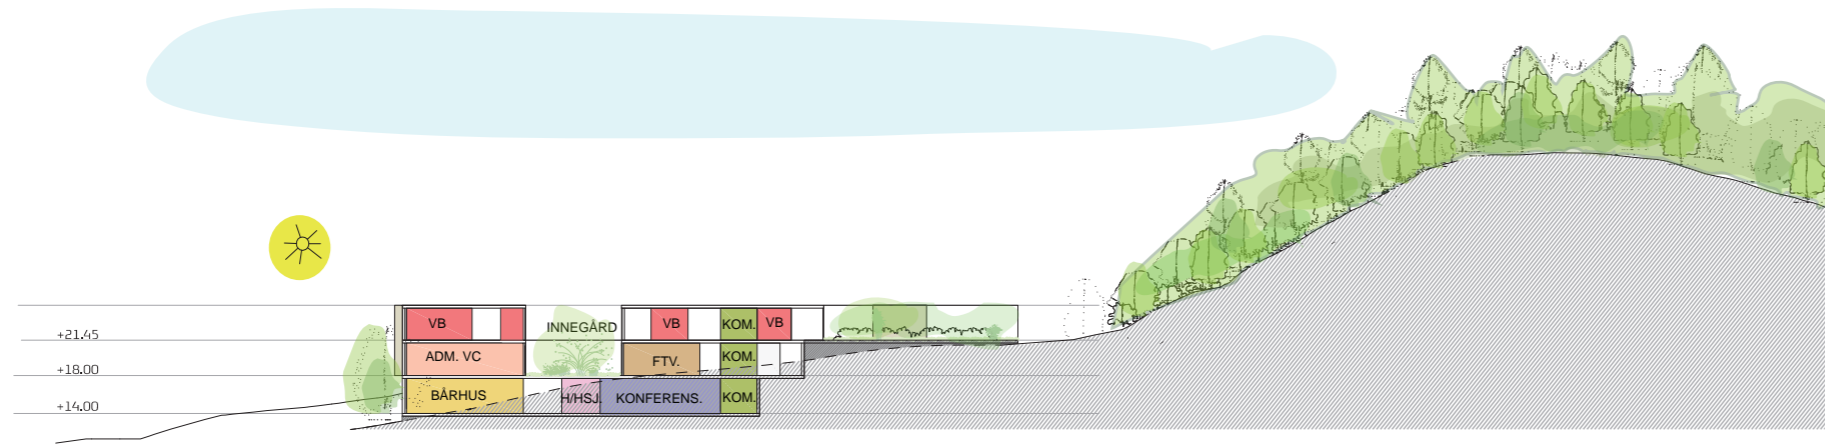 VB
INNEGÅRD
VB
KOM.
VB
+21.45
ADM. VC
FTV.
KOM.
+18.00
BÅRHUS
H/HSJ.
KONFERENS.
KOM.
+14.00